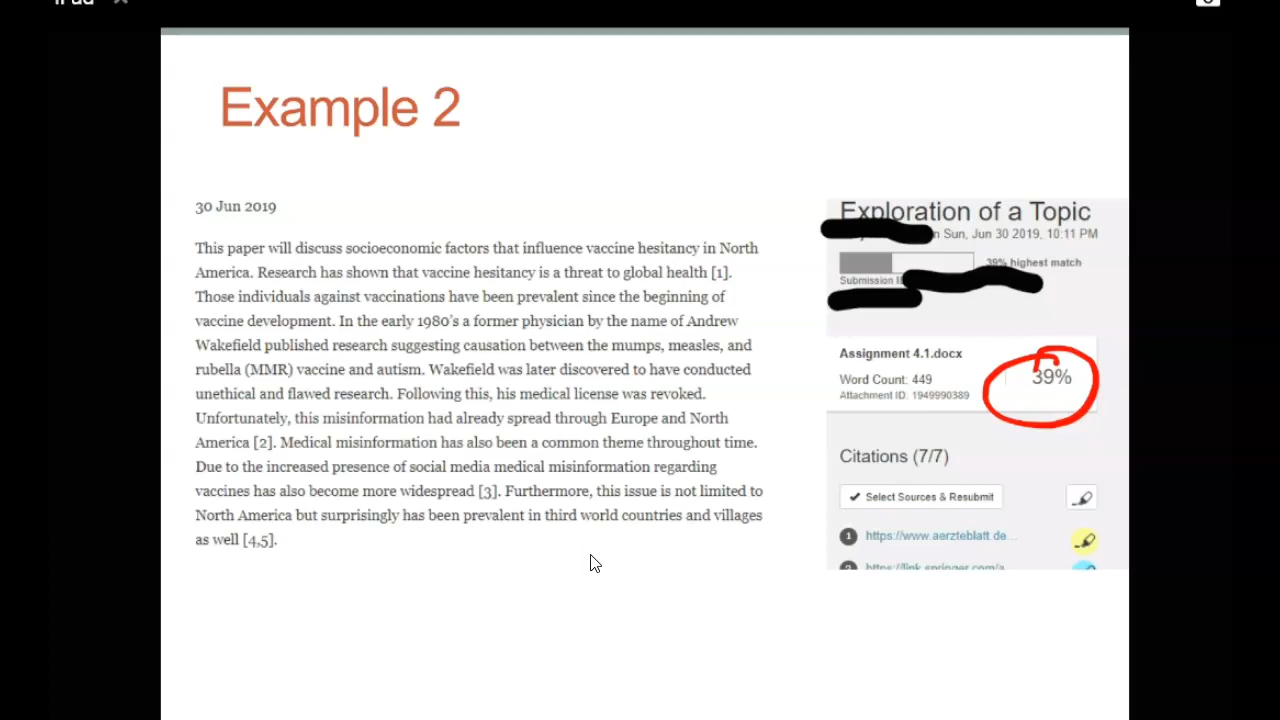 Example 2
30 Jun 2019
This paper will discuss socioeconomic factors that influence vaccine hesitancy in North
America. Research has shown that vaccine hesitancy is a threat to global health [1].
Those individuals against vaccinations have been prevalent since the beginning of
vaccine development. In the early 1980's a former physician by the name of Andrew
Wakefield published research suggesting causation between the mumps, measles, and
rubella (MMR) vaccine and autism. Wakefield was later discovered to have conducted
unethical and flawed research. Following this, his medical license was revoked.
Unfortunately, this misinformation had already spread through Europe and North
America [2]. Medical misinformation has also been a common theme throughout time.
Due to the increased presence of social media medical misinformation regarding
vaccines has also become more widespread [3]. Furthermore, this issue is not limited to
North America but surprisingly has been prevalent in third world countries and villages
as well [4,5].
Exploration of a Topic
n Sun, Jun 30 2019, 10:11 PM
39% highest match
Submission
Assignment 4.1.docx
39%
Word Count: 449
Attachment ID: 1949990389
Citations (7/7)
Select Sources & Resubmit
1 https://www.aerzteblatt.de...
https://link.springer.com/a